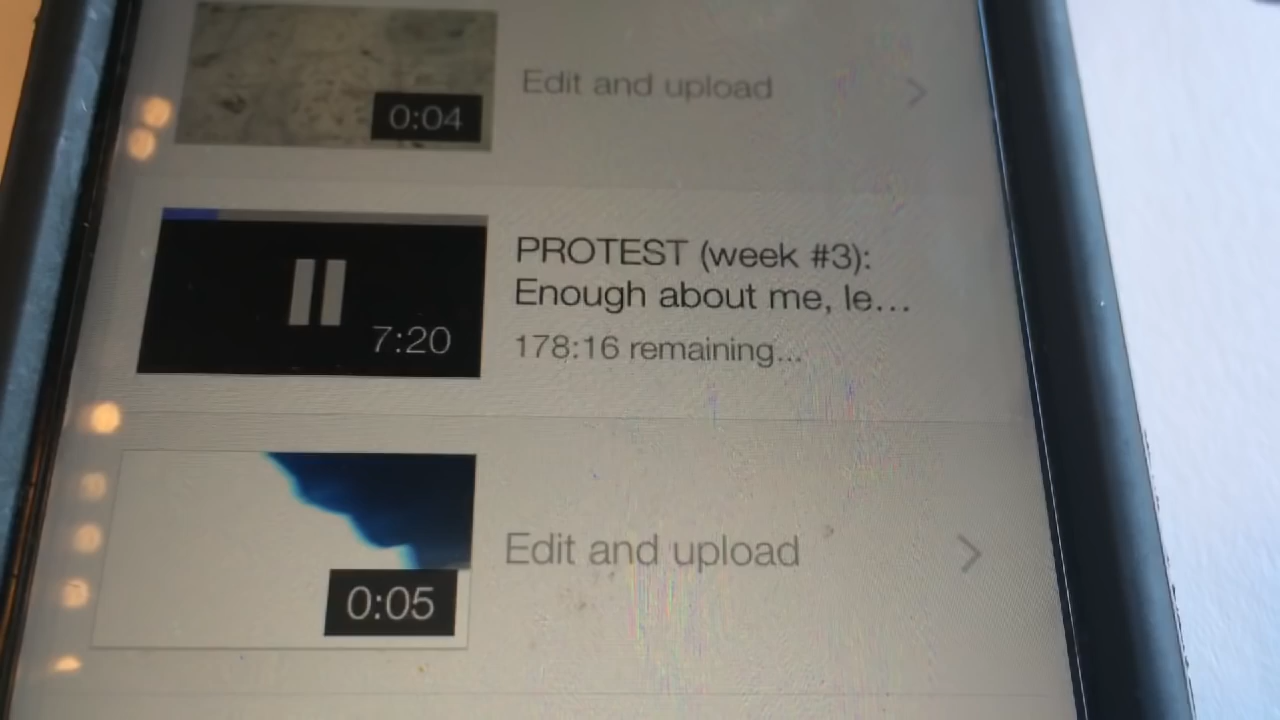 Edit and upload
0:04
PROTEST (week #3):
Enough about me, le...
7:20
178:16 remaining...
Edit and upload
0:05